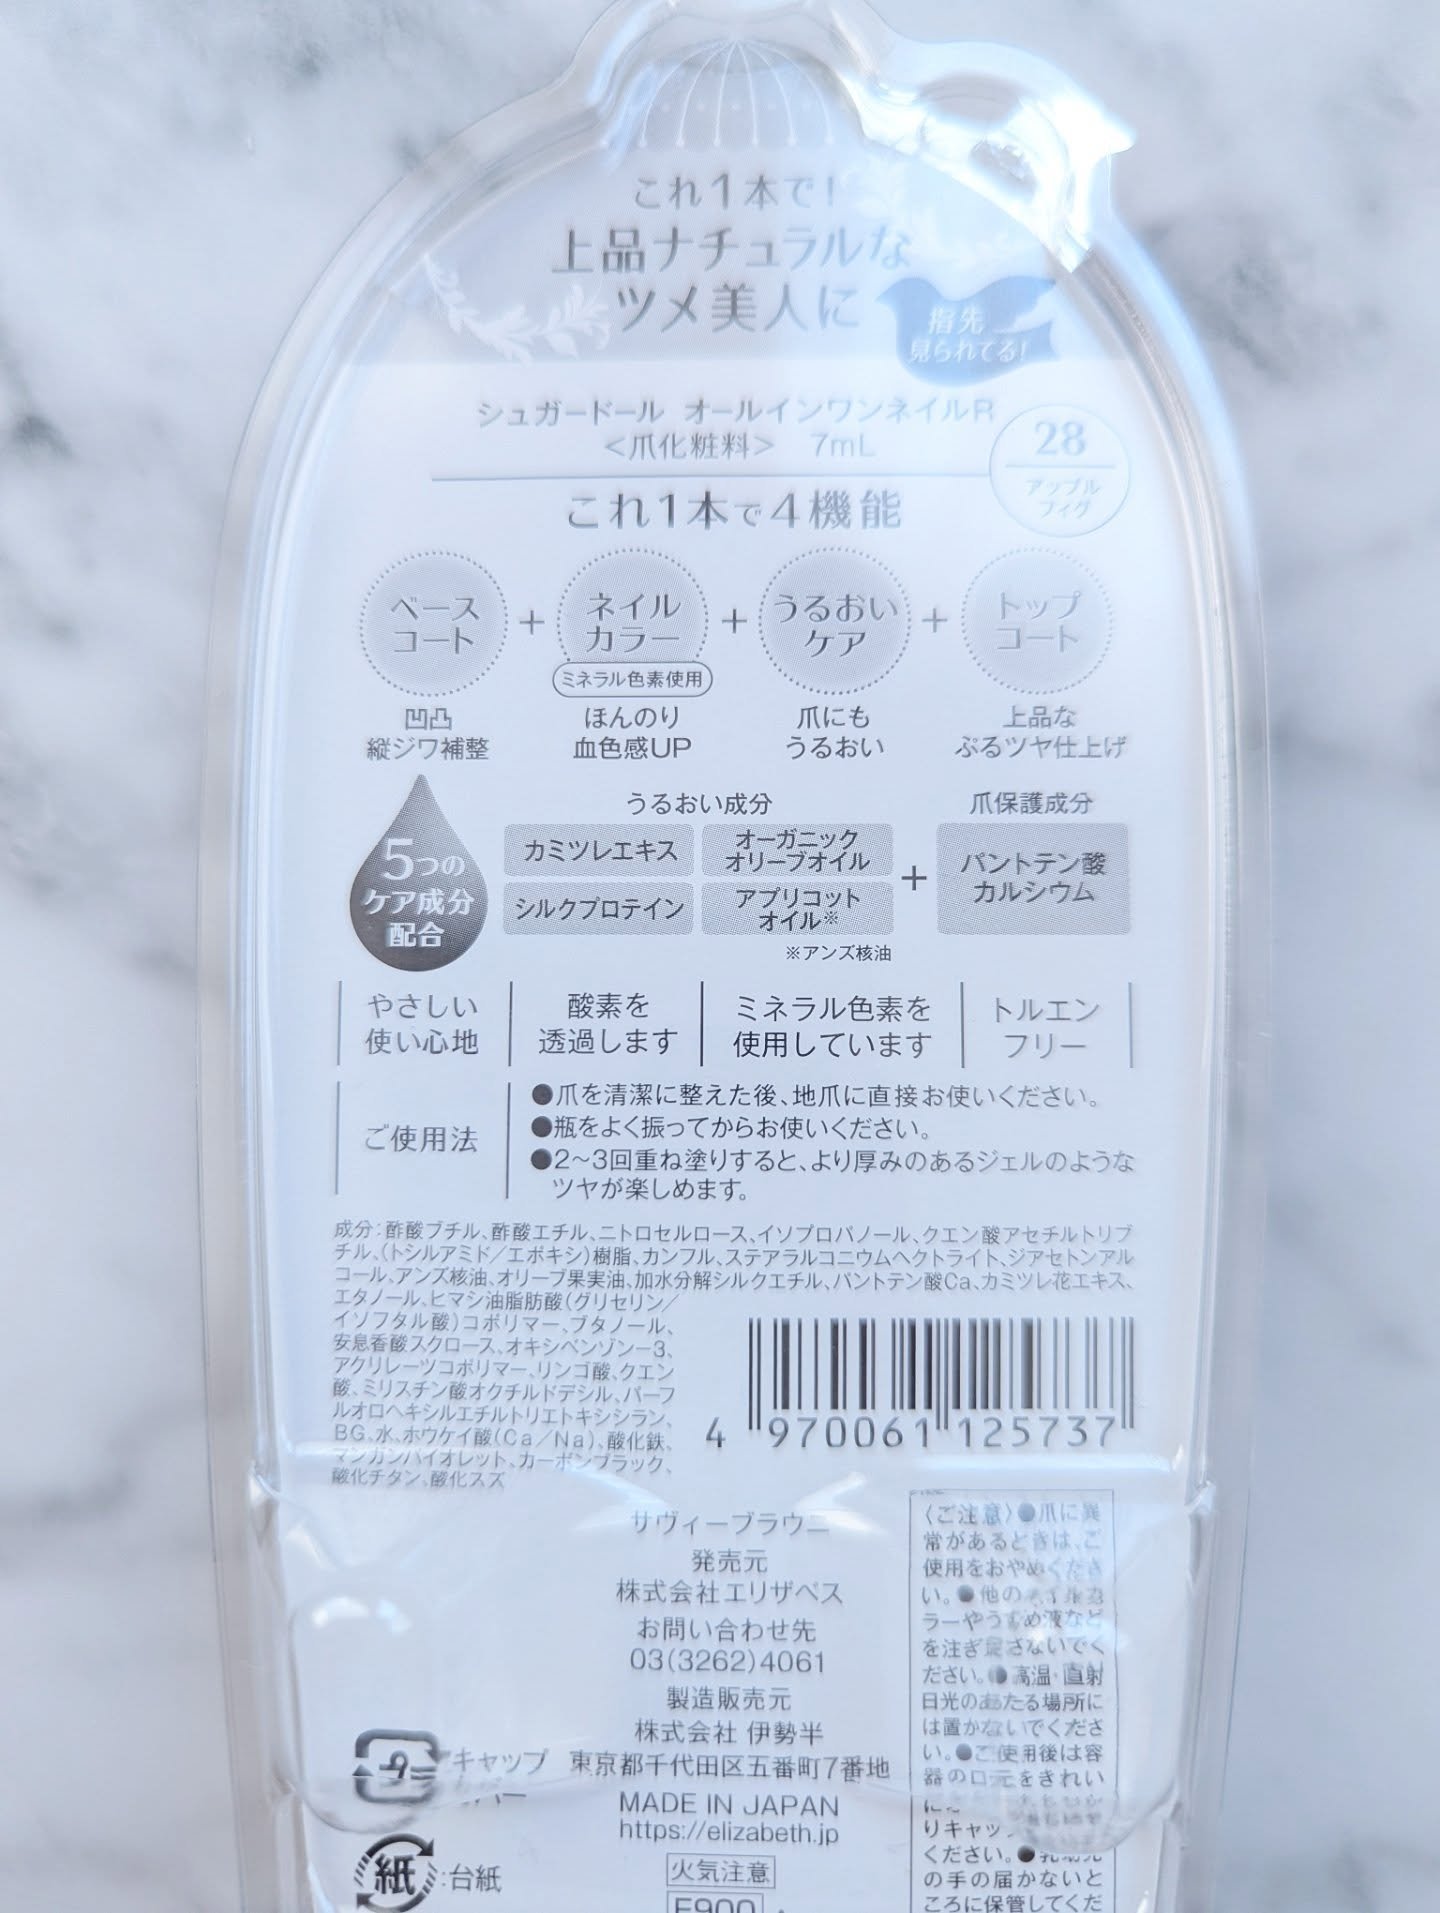 これ1本で!
上品ナチュラルな
ツメ美人に
指先
見られてる!
シュガードール オールインワンネイルR
<爪化粧料> 7mL
28
アップル
フィグ
これ1本で4機能
ベース
コート
+
ネイル
カラー
ミネラル色素使用
+
うるおい
ケア
+
トップ
コート
凹凸
縦ジワ補整
ほんのり
血色感UP
爪にも
うるおい
上品な
ぷるツヤ仕上げ
5つの
ケア成分
配合
うるおい成分
カミツレエキス
オーガニック
オリーブオイル
シルクプロテイン
アプリコット
オイル※
※アンズ核油
+
爪保護成分
パントテン酸
カルシウム
やさしい
使い心地
酸素を
透過します
ミネラル色素を
使用しています
トルエン
フリー
ご使用法
●爪を清潔に整えた後、地爪に直接お使いください。
●瓶をよく振ってからお使いください。
●2～3回重ね塗りすると、より厚みのあるジェルのような
ツヤが楽しめます。
成分:酢酸ブチル、酢酸エチル、ニトロセルロース、イソプロパノール、クエン酸アセチルトリブ
チル、(トシルアミド/エポキシ)樹脂、カンフル、ステアラルコニウムヘクトライト、ジアセトンアル
コール、アンズ核油、オリーブ果実油、加水分解シルクエチル、パントテン酸Ca、カミツレ花エキス、
エタノール、ヒマシ油脂肪酸(グリセリン/
イソフタル酸)コポリマー、ブタノール、
安息香酸スクロース、オキシベンゾン-3、
アクリレーツコポリマー、リンゴ酸、クエン
酸、ミリスチン酸オクチルドデシル、パーフ
ルオロヘキシルエチルトリエトキシシラン、
BG、水、ホウケイ酸(Ca/Na)、酸化鉄、
マンガンバイオレット、カーボンブラック、
酸化チタン、酸化スズ
4 970061 125737
サヴィーブラウニ
発売元
株式会社エリザベス
お問い合わせ先
03(3262)4061
製造販売元
株式会社 伊勢半
東京都千代田区五番町7番地
MADE IN JAPAN
https://elizabeth.jp
火気注意
F900
キャップ
バー
紙
:台紙
〈ご注意〉●爪に異
常があるときは、ご
使用をおやめくださ
い。●他のネイルカ
ラーやうすめ液など
を注ぎ足さないでく
ださい。●高温・直射
日光のあたる場所に
は置かないでくださ
い。●ご使用後は容
器の口元をきれい
に
りキャッ
ください。●
の手の届かないと
ころに保管してくだ